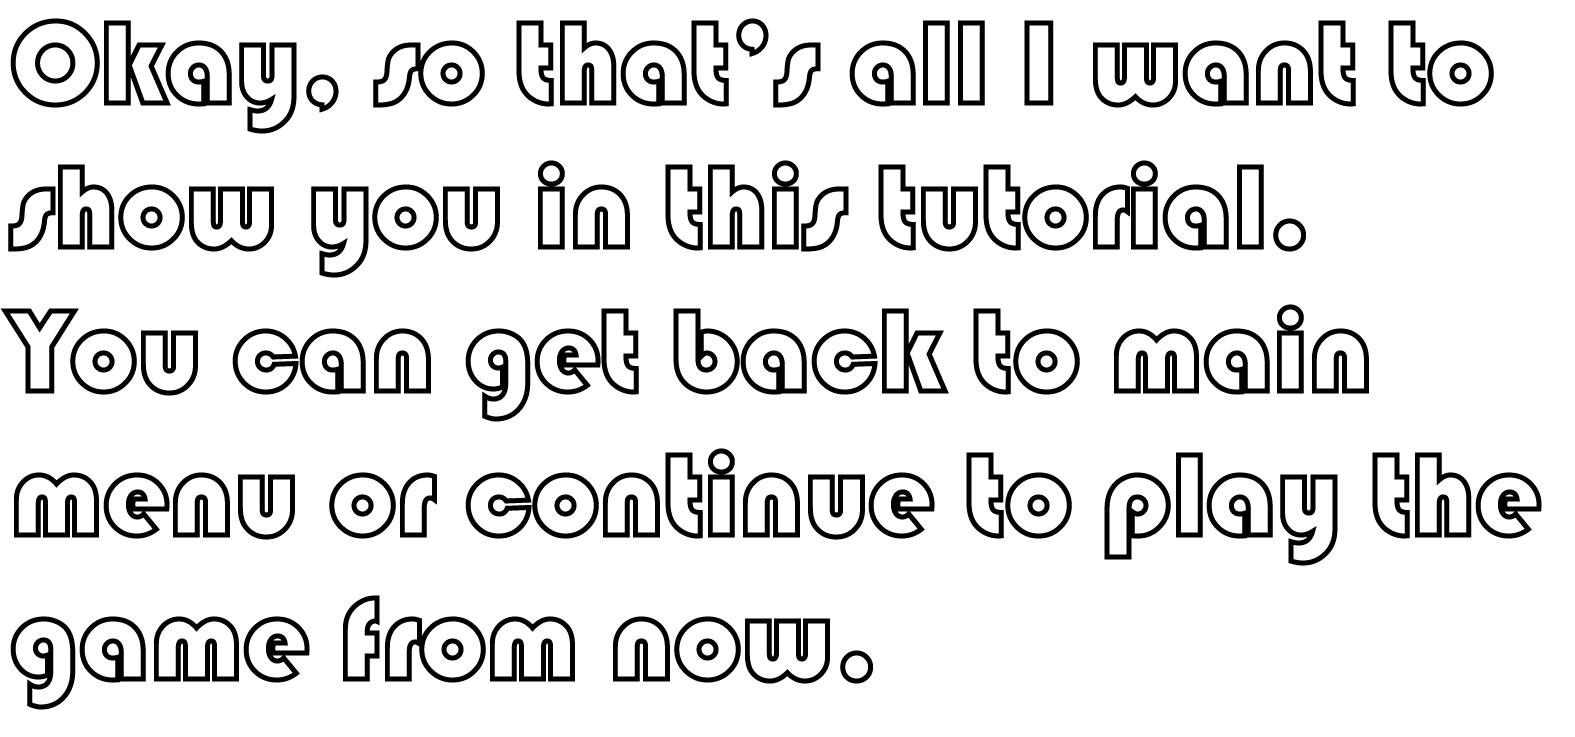 Okay, so that's all I want to
show you in this tutorial.
You can get back to main
menu or continue to play the
game from now.